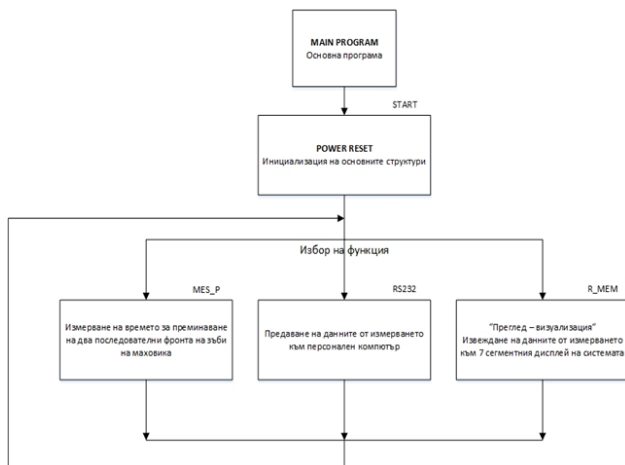 MAIN PROGRAM
Основна програма
START
POWER RESET
Инициализация на основните структури
Избор на функция
MES_P
Измерване на времето за преминаване
на два последователни фронта на зъби
на маховика
RS232
Предаване на данните от измерването
към персонален компютър
R_MEM
"Преглед – визуализация"
Извеждане на данните от измерването
към 7 сегментния дисплей на системата